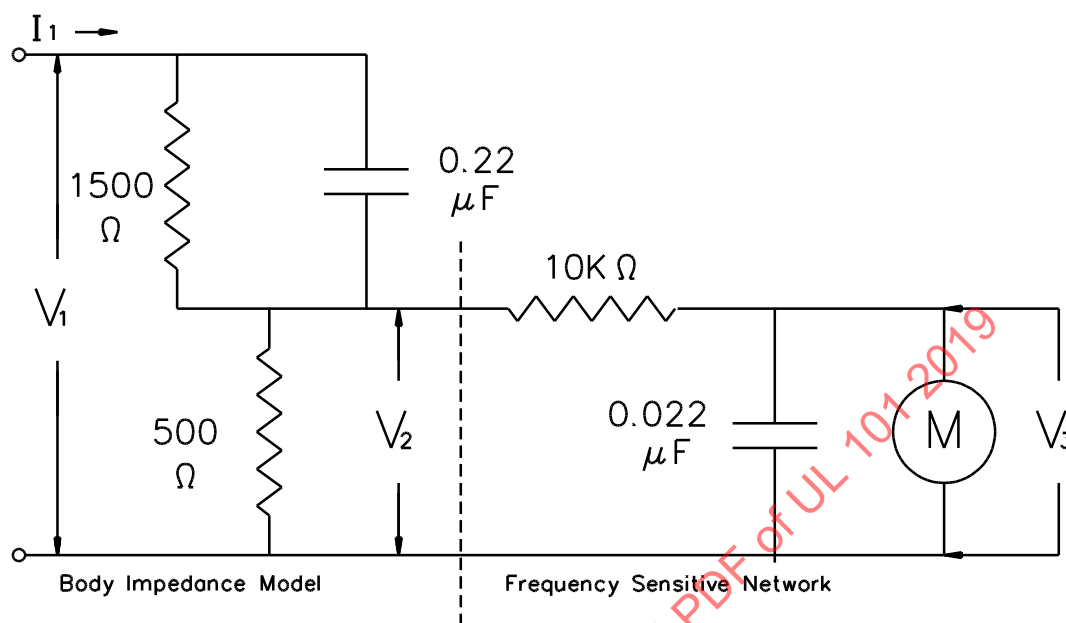 I1
0.22
μF
1500
Ω
10K Ω
V1
0.022
μF
500
Ω
V2
M
V3
Body Impedance Model
Frequency Sensitive Network
PDF of UL 101 2019